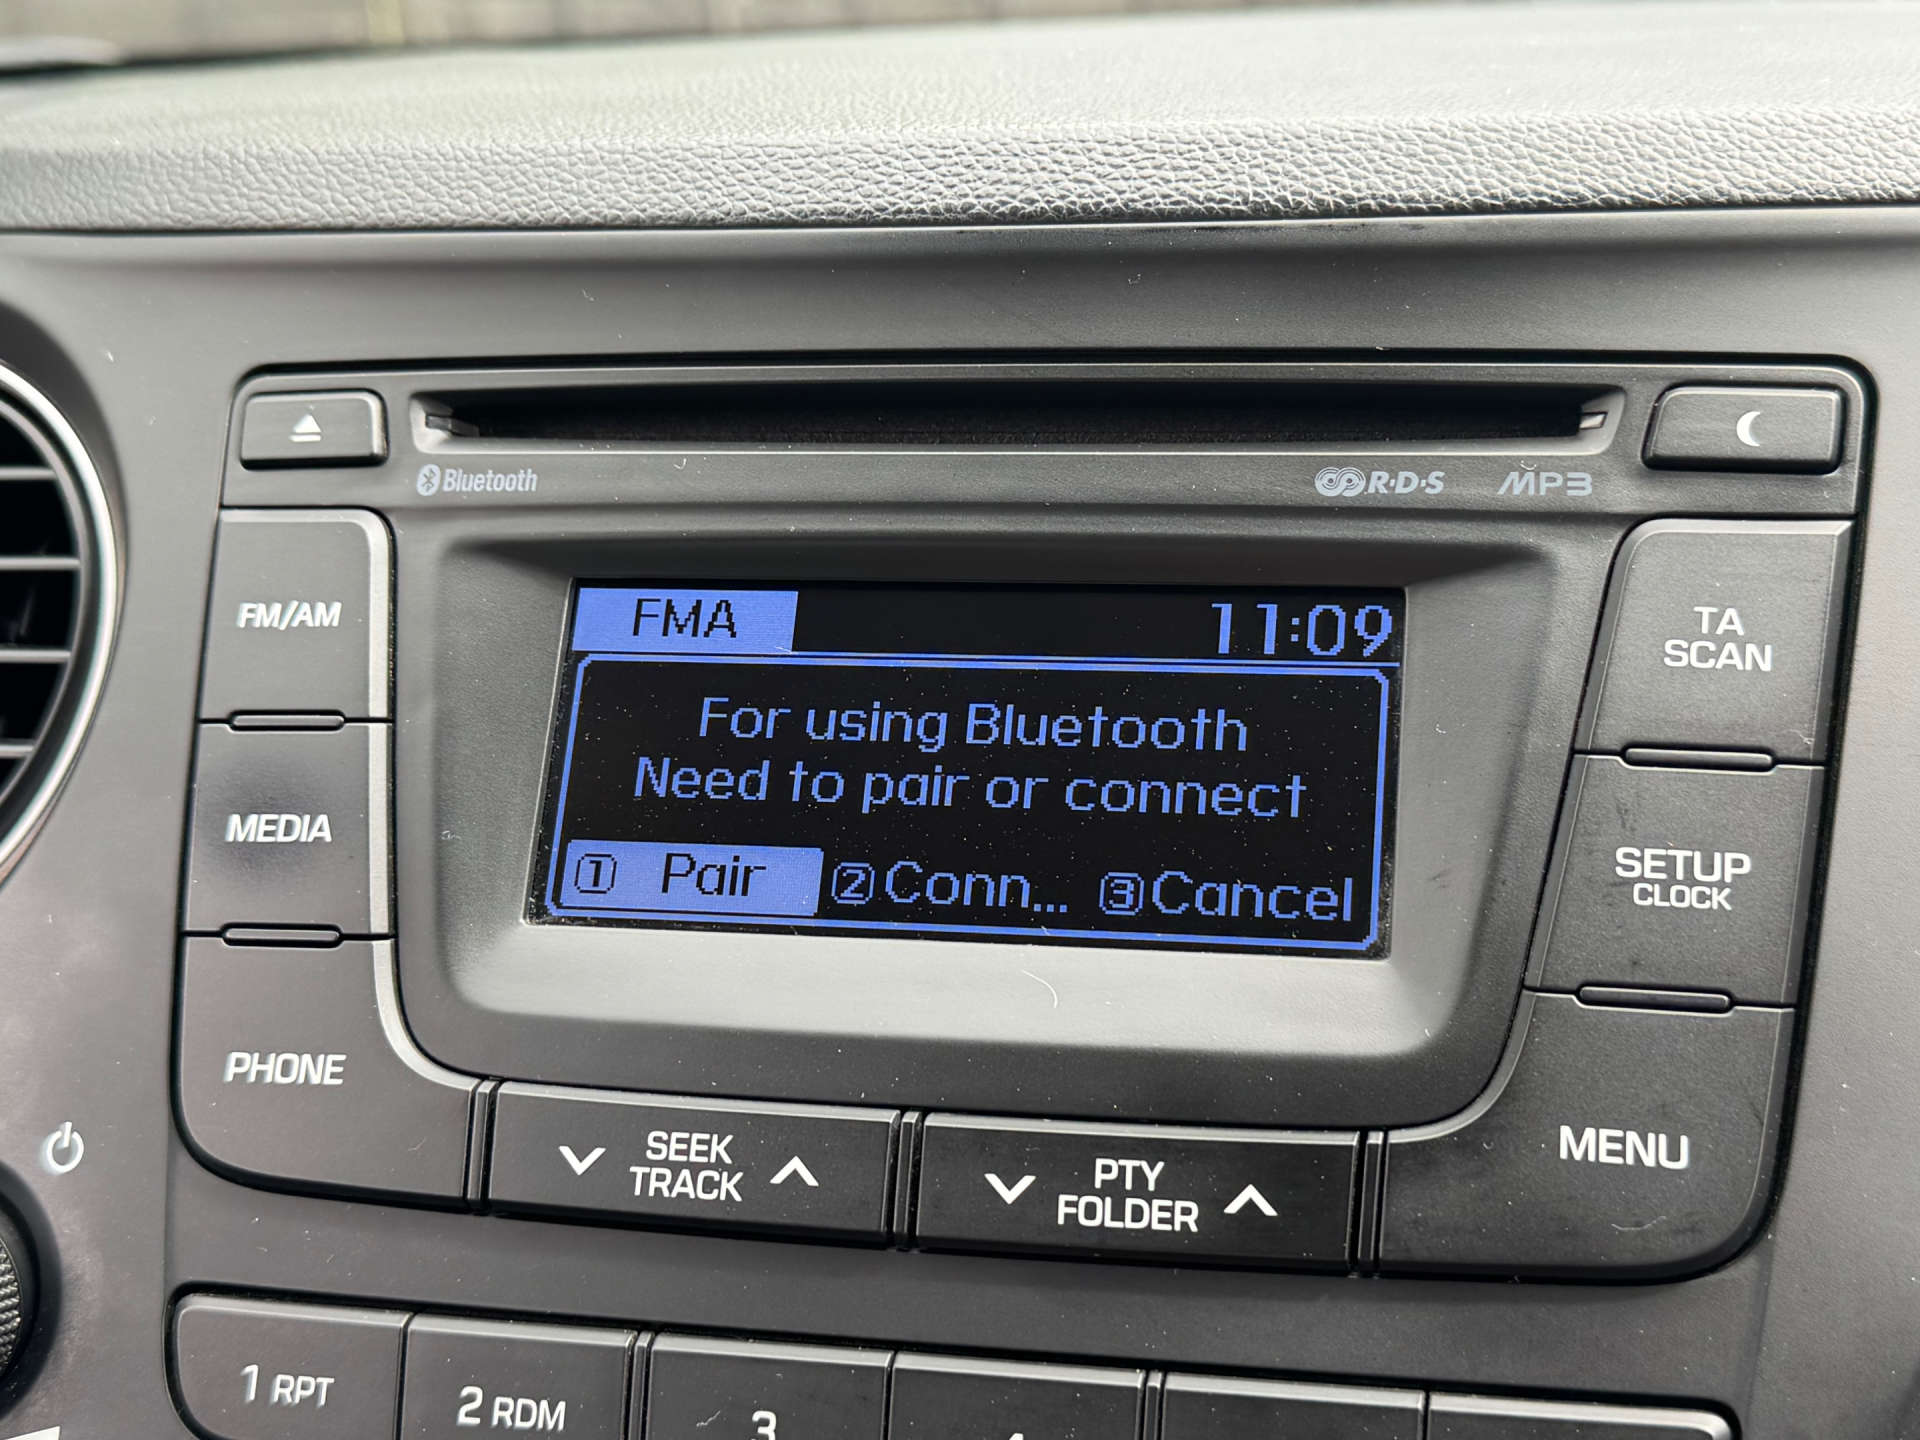 Bluetooth
R·D·S
MP3
FM/AM
MEDIA
PHONE
FMA
11:09
For using Bluetooth
Need to pair or connect
① Pair ②Conn... ③Cancel
TA
SCAN
SETUP
CLOCK
MENU
SEEK
TRACK
PTY
FOLDER
1 RPT
2 RDM
3